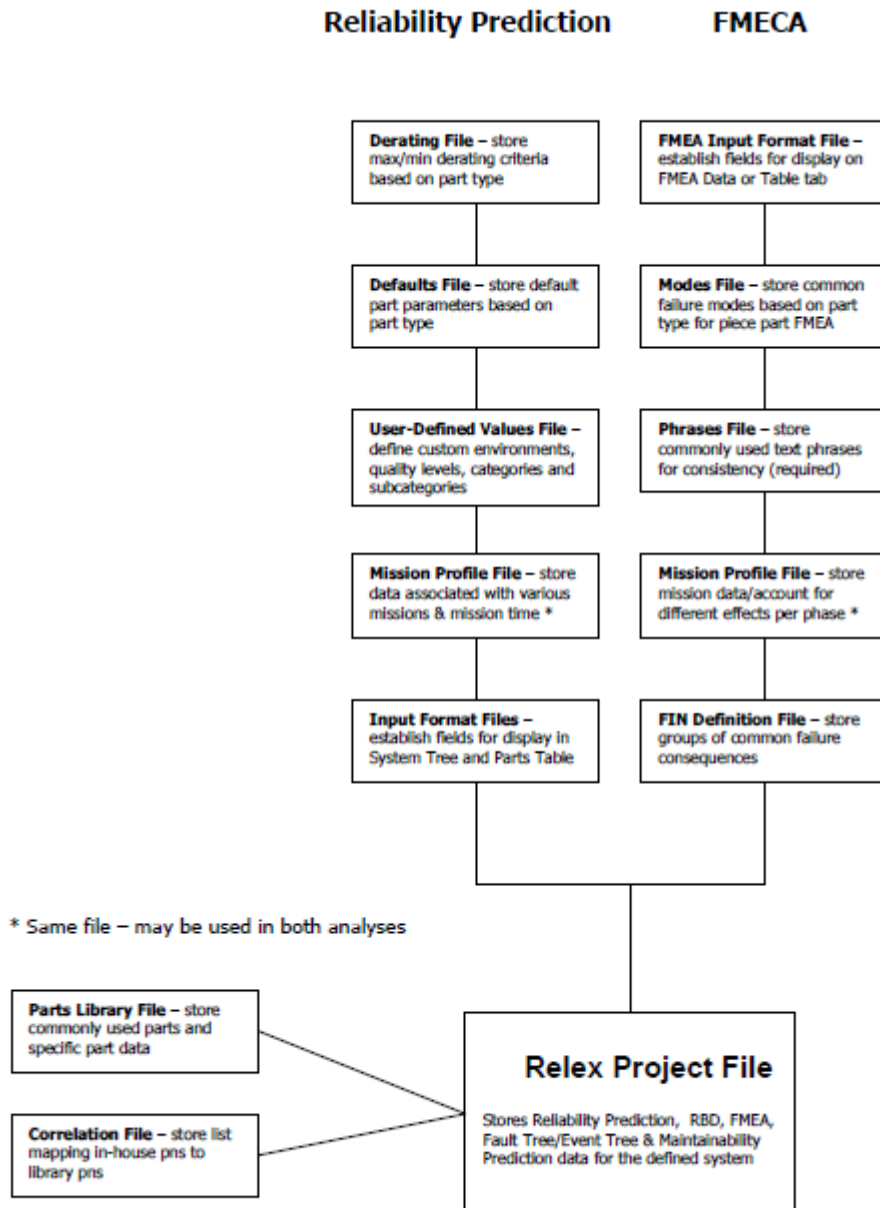 Reliability Prediction
FMECA
Derating File – store
max/min derating criteria
based on part type
FMEA Input Format File –
establish fields for display on
FMEA Data or Table tab
Defaults File – store default
part parameters based on
part type
Modes File – store common
failure modes based on part
type for piece part FMEA
User-Defined Values File –
define custom environments,
quality levels, categories and
subcategories
Phrases File – store
commonly used text phrases
for consistency (required)
Mission Profile File – store
data associated with various
missions & mission time *
Mission Profile File – store
mission data/account for
different effects per phase *
Input Format Files –
establish fields for display in
System Tree and Parts Table
FIN Definition File – store
groups of common failure
consequences
* Same file – may be used in both analyses
Parts Library File – store
commonly used parts and
specific part data
Correlation File – store list
mapping in-house pns to
library pns
Relex Project File
Stores Reliability Prediction, RBD, FMEA,
Fault Tree/Event Tree & Maintainability
Prediction data for the defined system